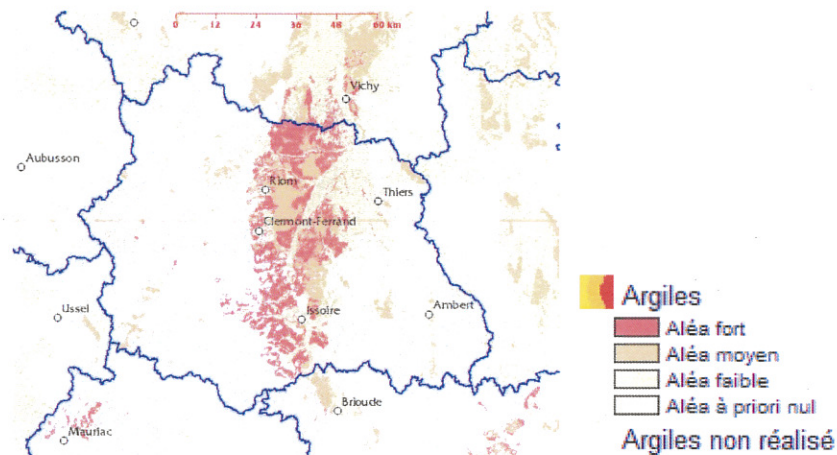 0 12 24 36 48 60 km
Vichy
Aubusson
Riom
Thiers
Clermont-Ferrand
Ussel
Issoire
Ambert
Brioude
Mauriac
Argiles
Aléa fort
Aléa moyen
Aléa faible
Aléa à priori nul
Argiles non réalisé